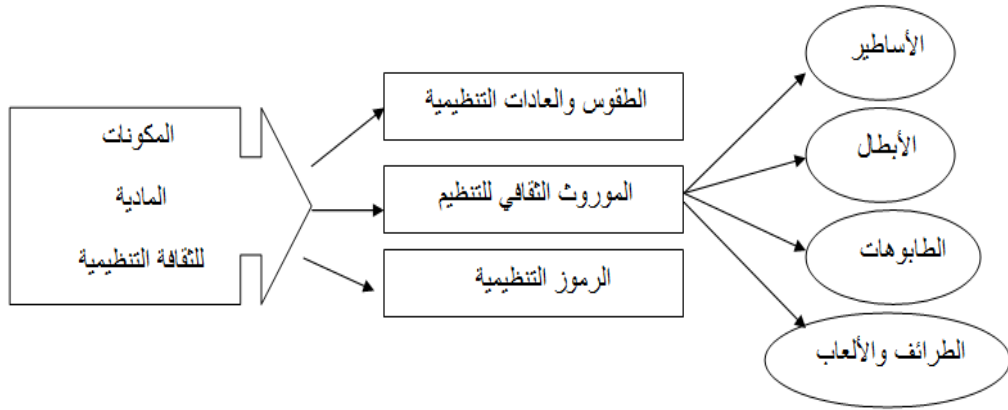 المكونات
المادية
للثقافة التنظيمية
الطقوس والعادات التنظيمية
الموروث الثقافي للتنظيم
الرموز التنظيمية
الأساطير
الأبطال
الطابوهات
الطرائف والألعاب